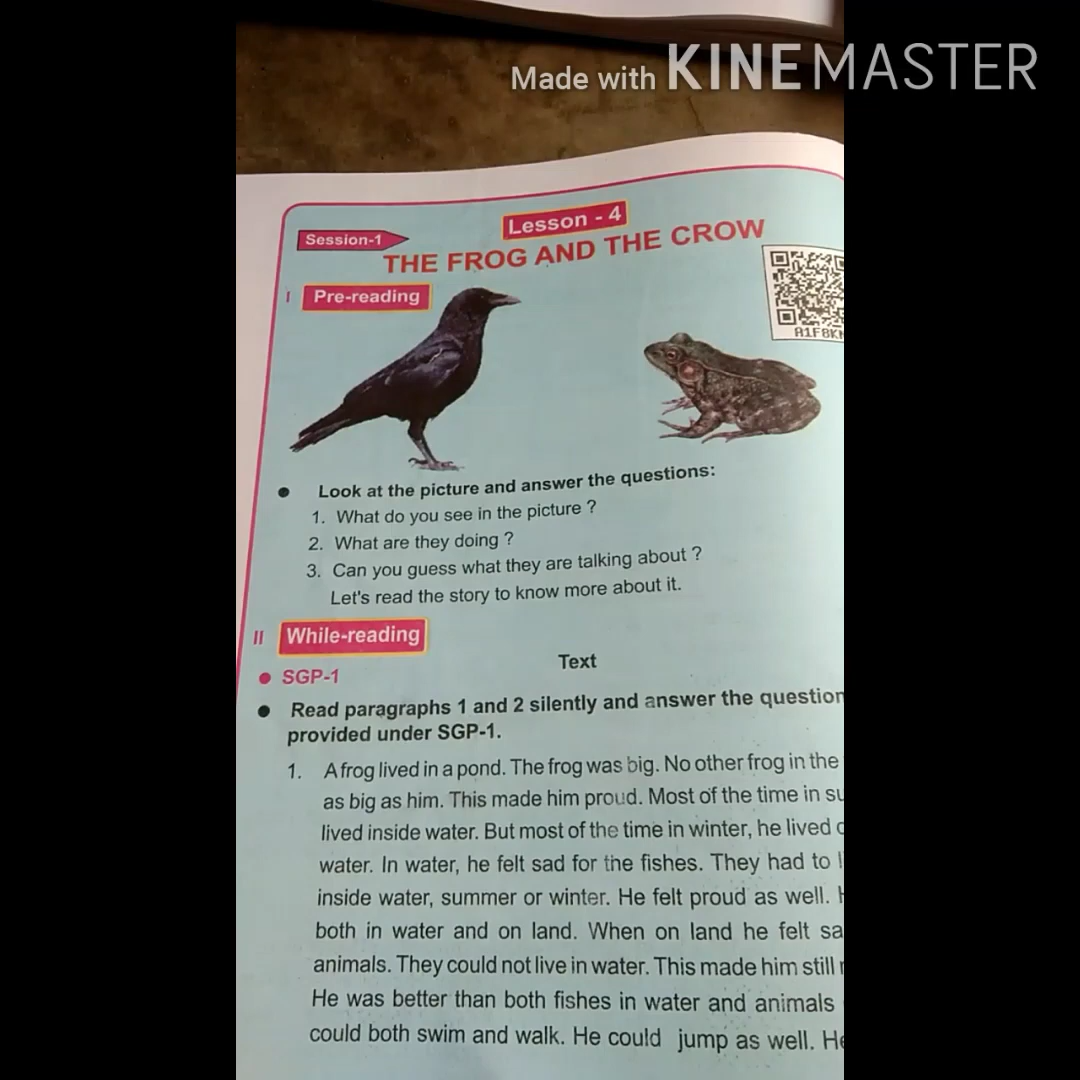 Made with KINEMASTER
Lesson - 4
Session-1
THE FROG AND THE CROW
I Pre-reading
A1F8K
● Look at the picture and answer the questions:
1. What do you see in the picture ?
2. What are they doing ?
3. Can you guess what they are talking about ?
Let's read the story to know more about it.
II While-reading
Text
● SGP-1
● Read paragraphs 1 and 2 silently and answer the question
provided under SGP-1.
1. A frog lived in a pond. The frog was big. No other frog in the
as big as him. This made him proud. Most of the time in su
lived inside water. But most of the time in winter, he lived
water. In water, he felt sad for the fishes. They had to
inside water, summer or winter. He felt proud as well.
both in water and on land. When on land he felt sa
animals. They could not live in water. This made him still
He was better than both fishes in water and animals
could both swim and walk. He could jump as well. He